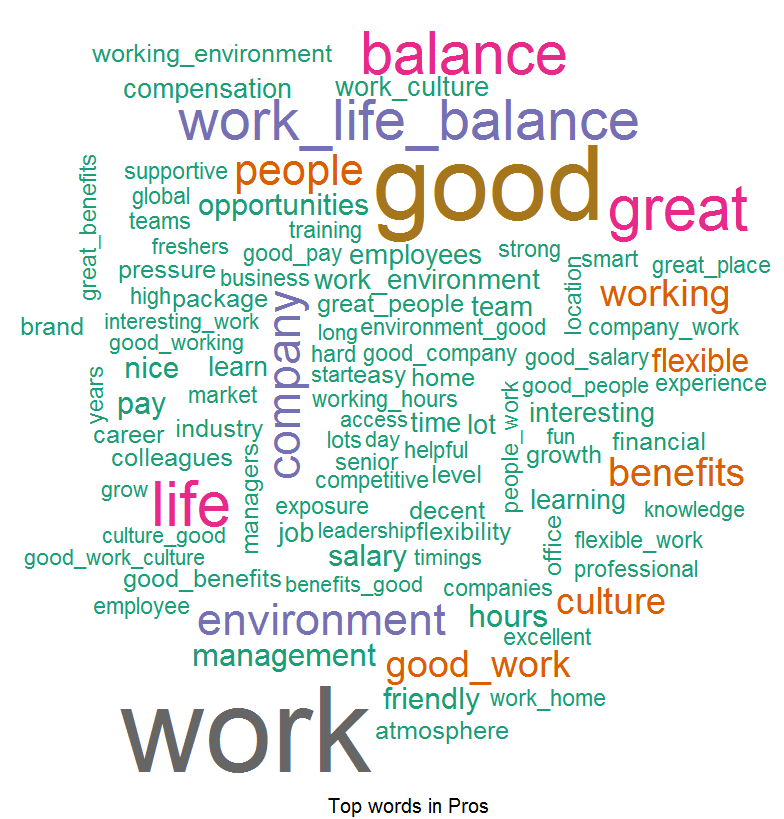 working_environment balance
compensation work_culture
work_life_balance
supportive people good
global opportunities great
teams training
great_benefits
freshers good_pay employees strong
pressure business work_environment location smart great_place
high package great_people team working
brand interesting_work company long environment_good company_work
good_working hard good_company good_salary flexible
nice learn start easy home good_people experience
years pay market working_hours people_work interesting
career industry access time lot fun financial
colleagues managers lots day helpful growth
senior level benefits
grow life exposure competitive decent learning knowledge
culture_good job leadership flexibility office flexible_work
good_work_culture salary timings professional
good_benefits benefits_good companies
employee environment hours culture
management good_work excellent
friendly work_home
work atmosphere
Top words in Pros